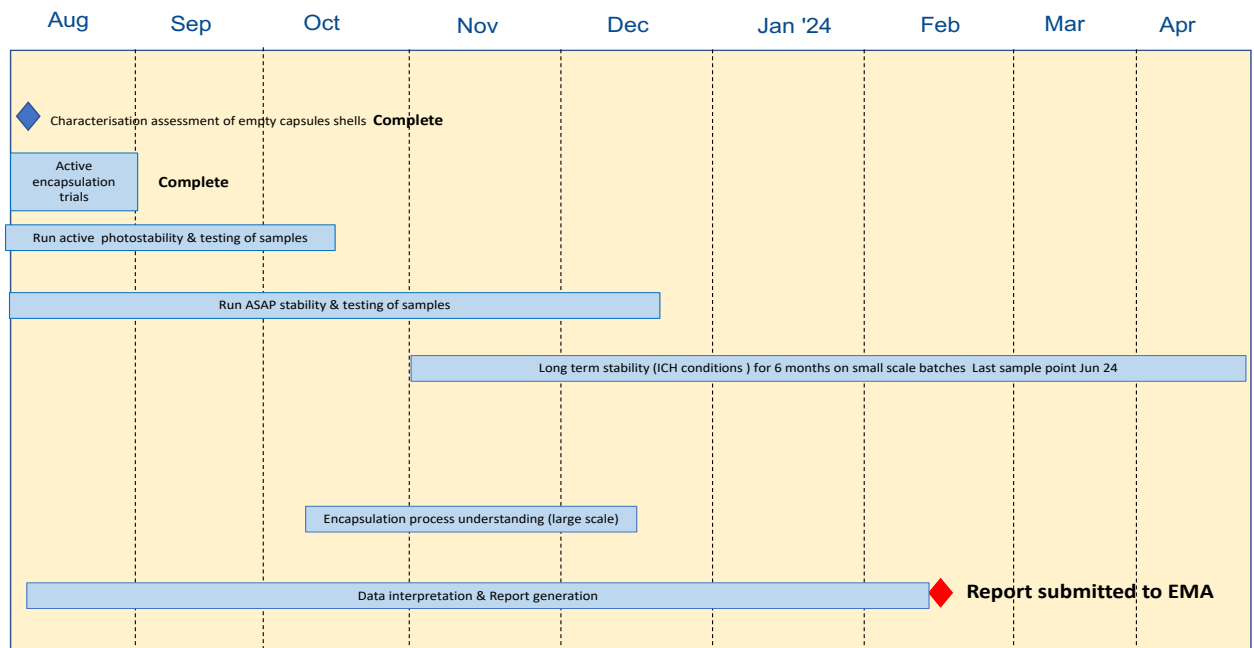 Aug Sep Oct Nov Dec Jan '24 Feb Mar Apr
Characterisation assessment of empty capsules shells Complete
Active
encapsulation
trials
Complete
Run active photostability & testing of samples
Run ASAP stability & testing of samples
Long term stability (ICH conditions ) for 6 months on small scale batches Last sample point Jun 24
Encapsulation process understanding (large scale)
Data interpretation & Report generation
Report submitted to EMA